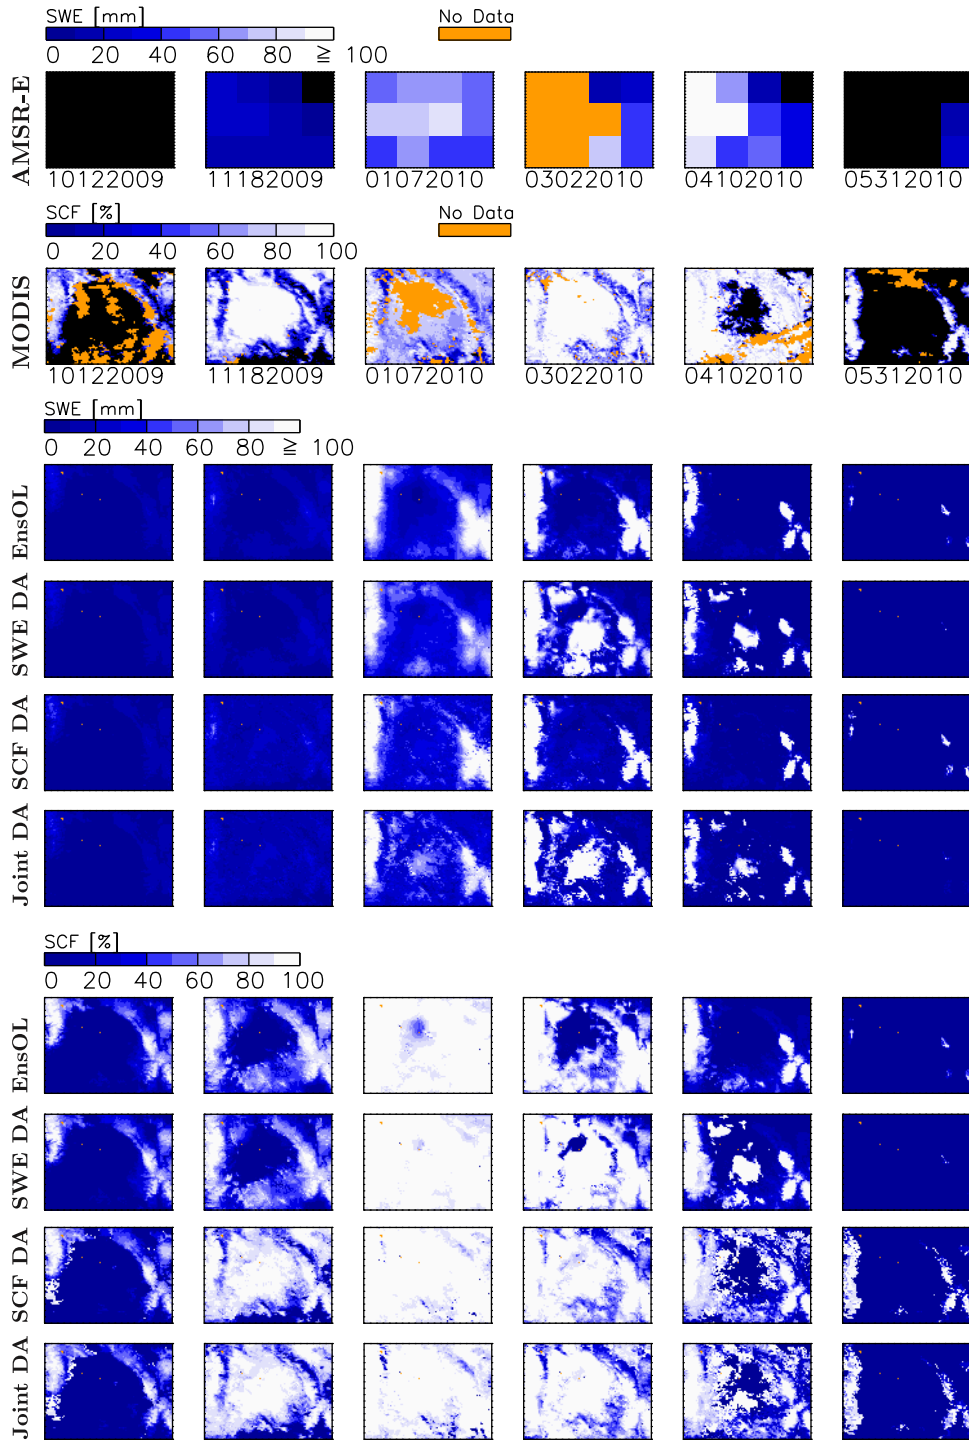 SWE [mm]
No Data
0 20 40 60 80 ≧ 100
AMSR-E
10122009 11182009 01072010 03022010 04102010 05312010
SCF [%]
No Data
0 20 40 60 80 100
MODIS
10122009 11182009 01072010 03022010 04102010 05312010
SWE [mm]
0 20 40 60 80 ≧ 100
EnsOL
SWE DA
SCF DA
Joint DA
SCF [%]
0 20 40 60 80 100
EnsOL
SWE DA
SCF DA
Joint DA